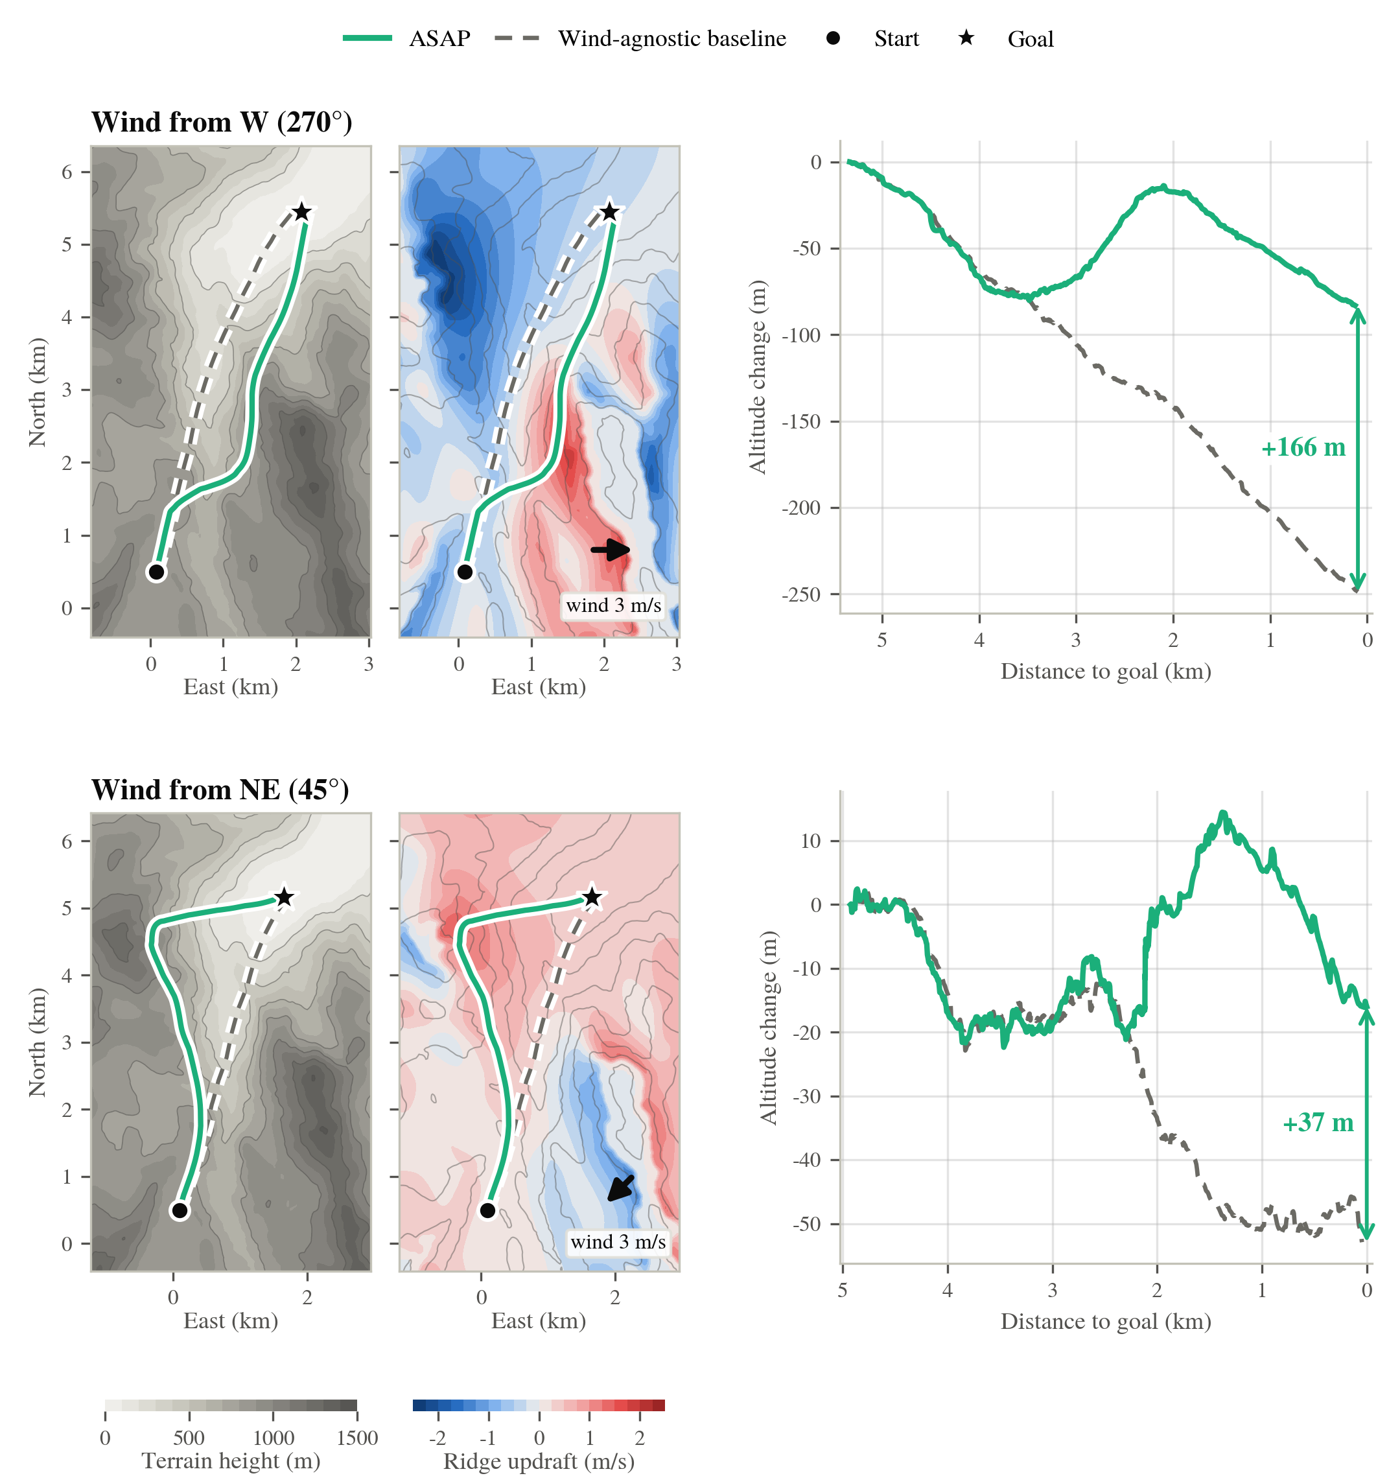 ASAP Wind-agnostic baseline Start Goal
Wind from W (270°)
6
5
4
3
2
1
0
North (km)
0 1 2 3
East (km)
wind 3 m/s
0 1 2 3
East (km)
0
-50
-100
-150
-200
-250
Altitude change (m)
+166 m
5 4 3 2 1 0
Distance to goal (km)
Wind from NE (45°)
6
5
4
3
2
1
0
North (km)
0 2
East (km)
wind 3 m/s
0 2
East (km)
10
0
-10
-20
-30
-40
-50
Altitude change (m)
+37 m
5 4 3 2 1 0
Distance to goal (km)
0 500 1000 1500
Terrain height (m)
-2 -1 0 1 2
Ridge updraft (m/s)